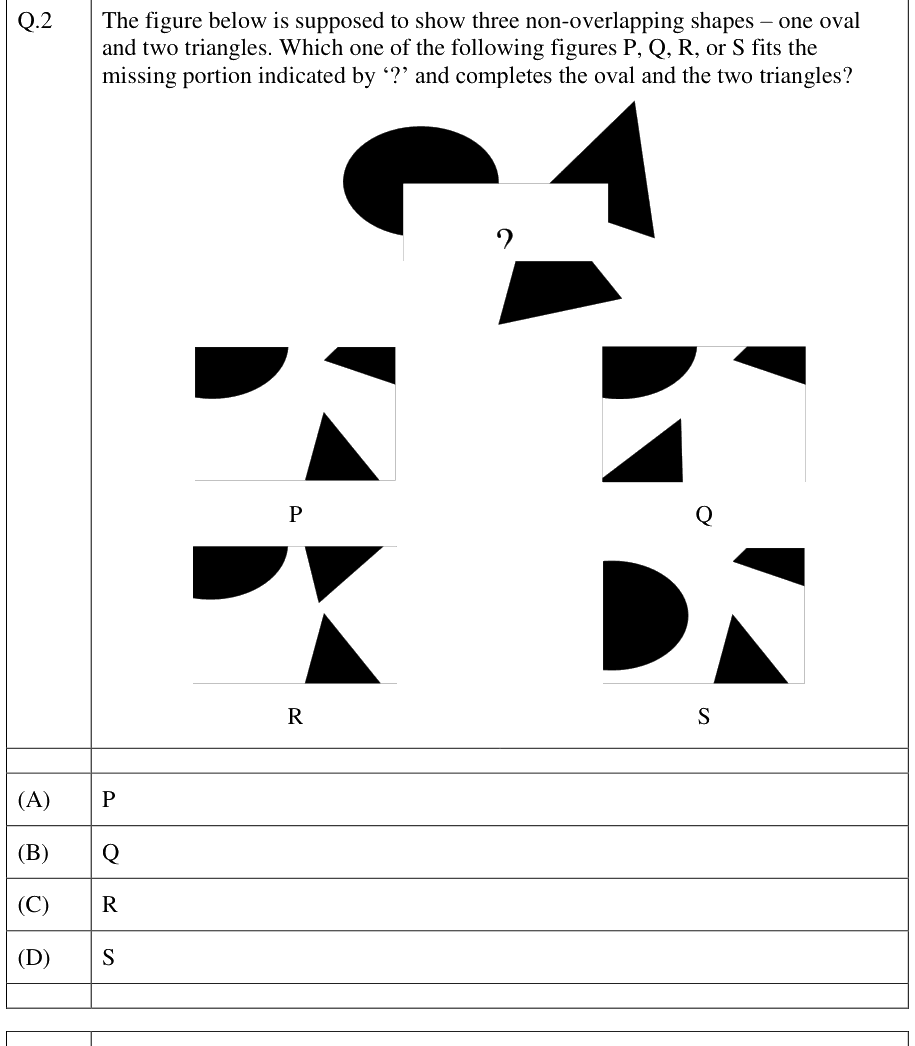 Q.2
The figure below is supposed to show three non-overlapping shapes – one oval
and two triangles. Which one of the following figures P, Q, R, or S fits the
missing portion indicated by ‘?’ and completes the oval and the two triangles?
?
P
Q
R
S
(A) P
(B) Q
(C) R
(D) S